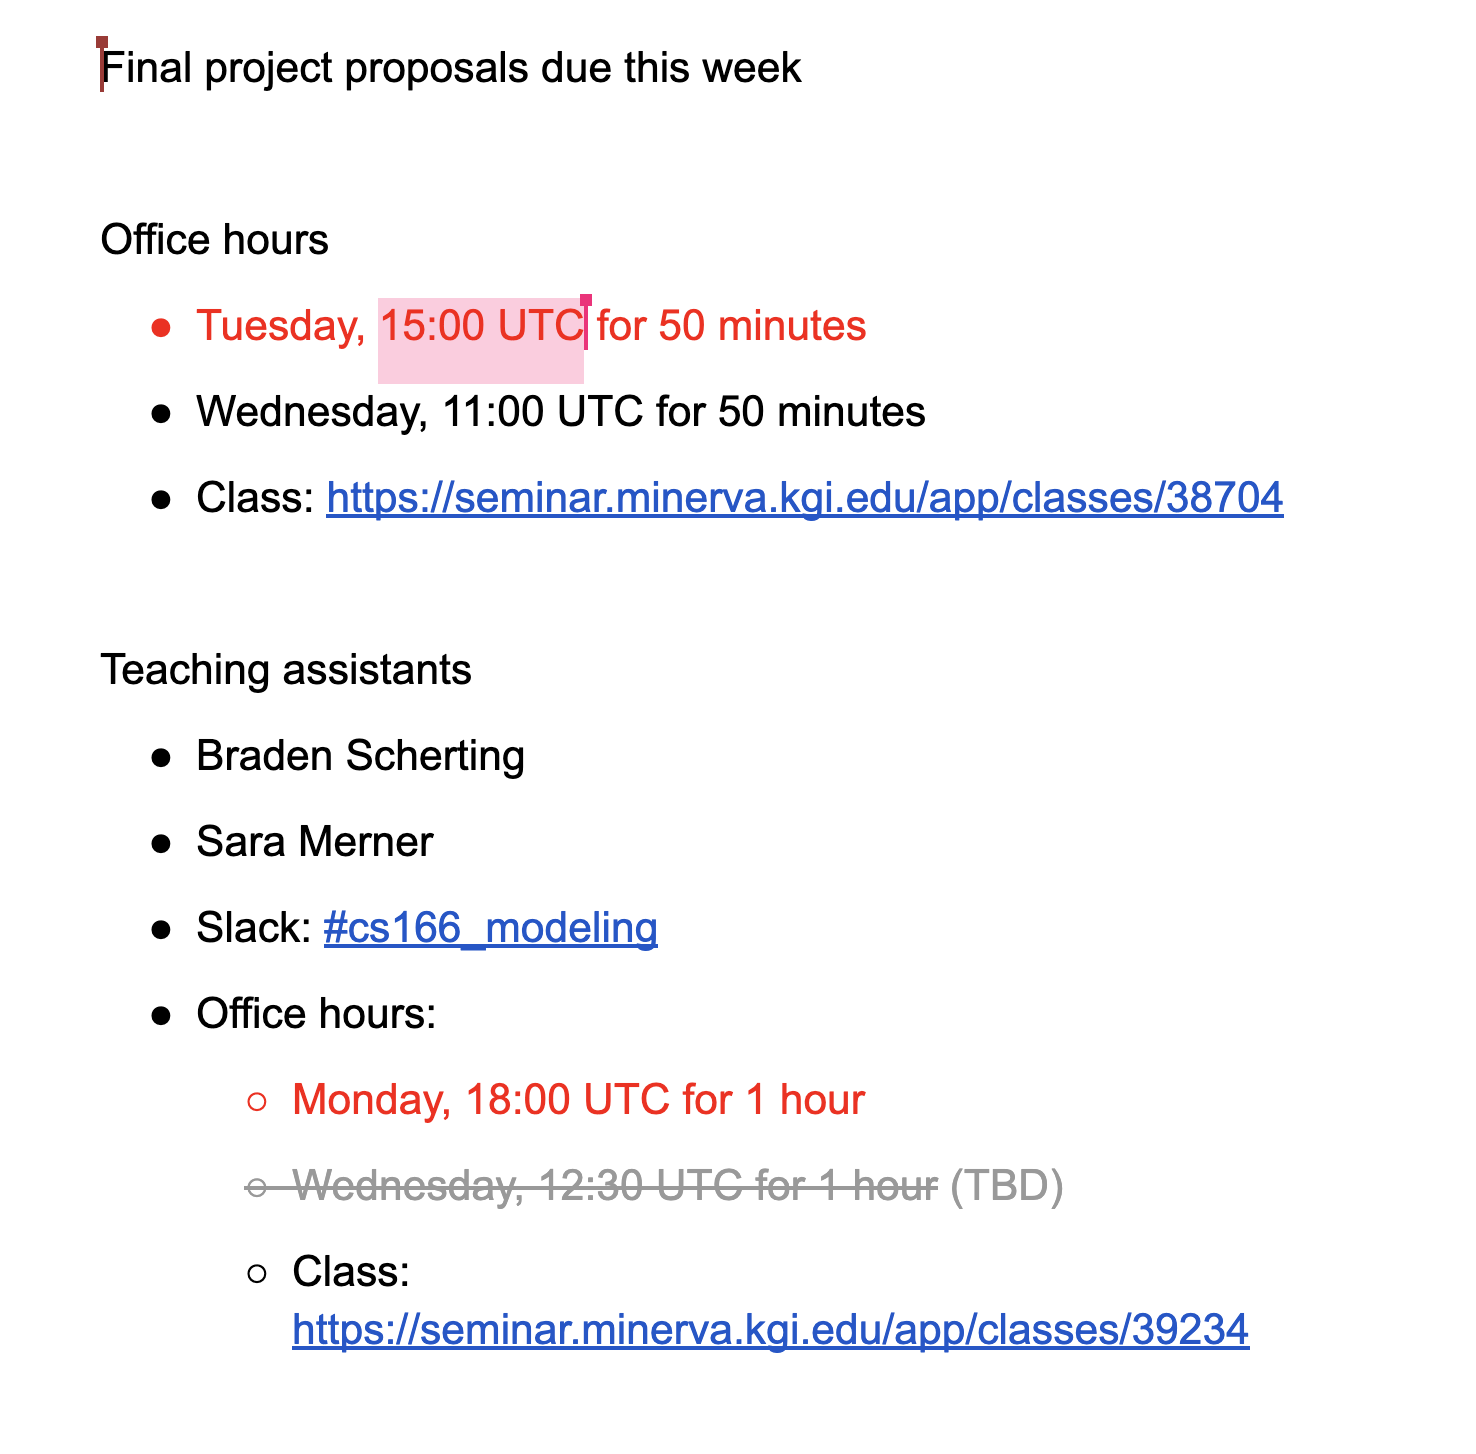 Final project proposals due this week
Office hours
● Tuesday, 15:00 UTC for 50 minutes
● Wednesday, 11:00 UTC for 50 minutes
● Class: https://seminar.minerva.kgi.edu/app/classes/38704
Teaching assistants
● Braden Scherting
● Sara Merner
● Slack: #cs166_modeling
● Office hours:
○ Monday, 18:00 UTC for 1 hour
○ Wednesday, 12:30 UTC for 1 hour (TBD)
○ Class:
https://seminar.minerva.kgi.edu/app/classes/39234